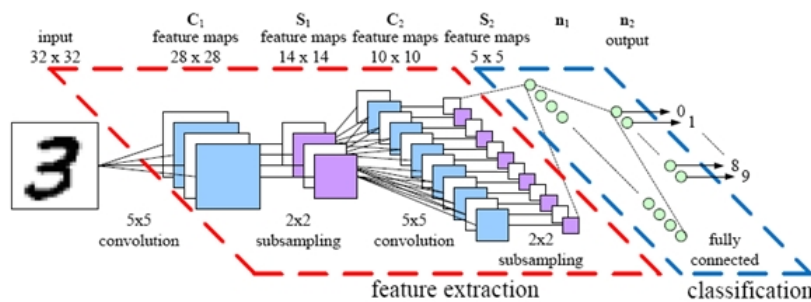 C₁ S₁ C₂ S₂ n₁ n₂
input feature maps feature maps feature maps feature maps output
32 x 32 28 x 28 14 x 14 10 x 10 5 x 5
3
0
1
8
9
5x5 2x2 5x5 2x2 fully
convolution subsampling convolution subsampling connected
feature extraction classification